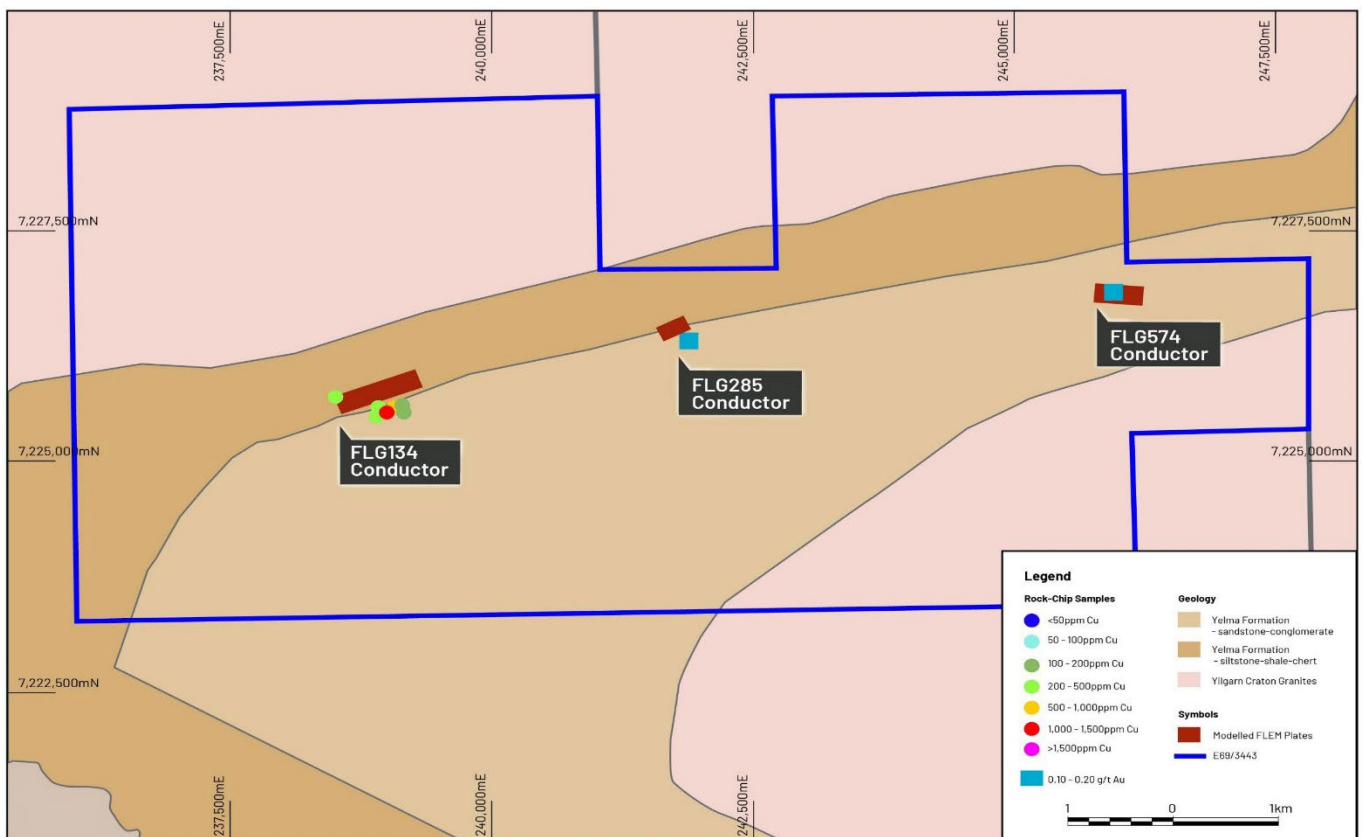 237,500mE
240,000mE
242,500mE
245,000mE
247,500mE
7,227,500mN
7,227,500mN
FLG574
Conductor
FLG285
Conductor
FLG134
Conductor
7,225,000mN
7,225,000mN
7,222,500mN
237,500mE
240,000mE
242,500mE
Legend
Rock-Chip Samples
<50ppm Cu
50 - 100ppm Cu
100 - 200ppm Cu
200 - 500ppm Cu
500 - 1,000ppm Cu
1,000 - 1,500ppm Cu
>1,500ppm Cu
0.10 - 0.20 g/t Au
Geology
Yelma Formation
- sandstone-conglomerate
Yelma Formation
- siltstone-shale-chert
Yilgarn Craton Granites
Symbols
Modelled FLEM Plates
E69/3443
1 0 1km